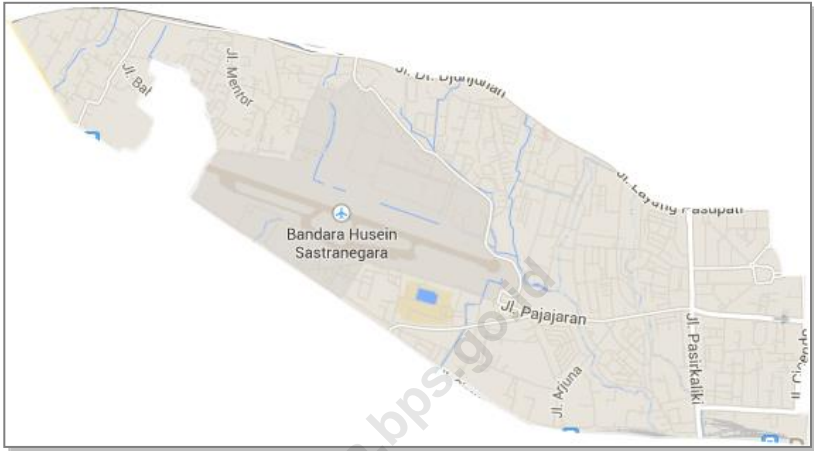 Jl. Dr. Djunjunan
Jl. Mentor
Jl. Bat
Jl. Layang Pasupati
Bandara Husein
Sastranegara
Jl. Pajajaran
Jl. Pasirkaliki
Jl. Arjuna
.bps.go.id